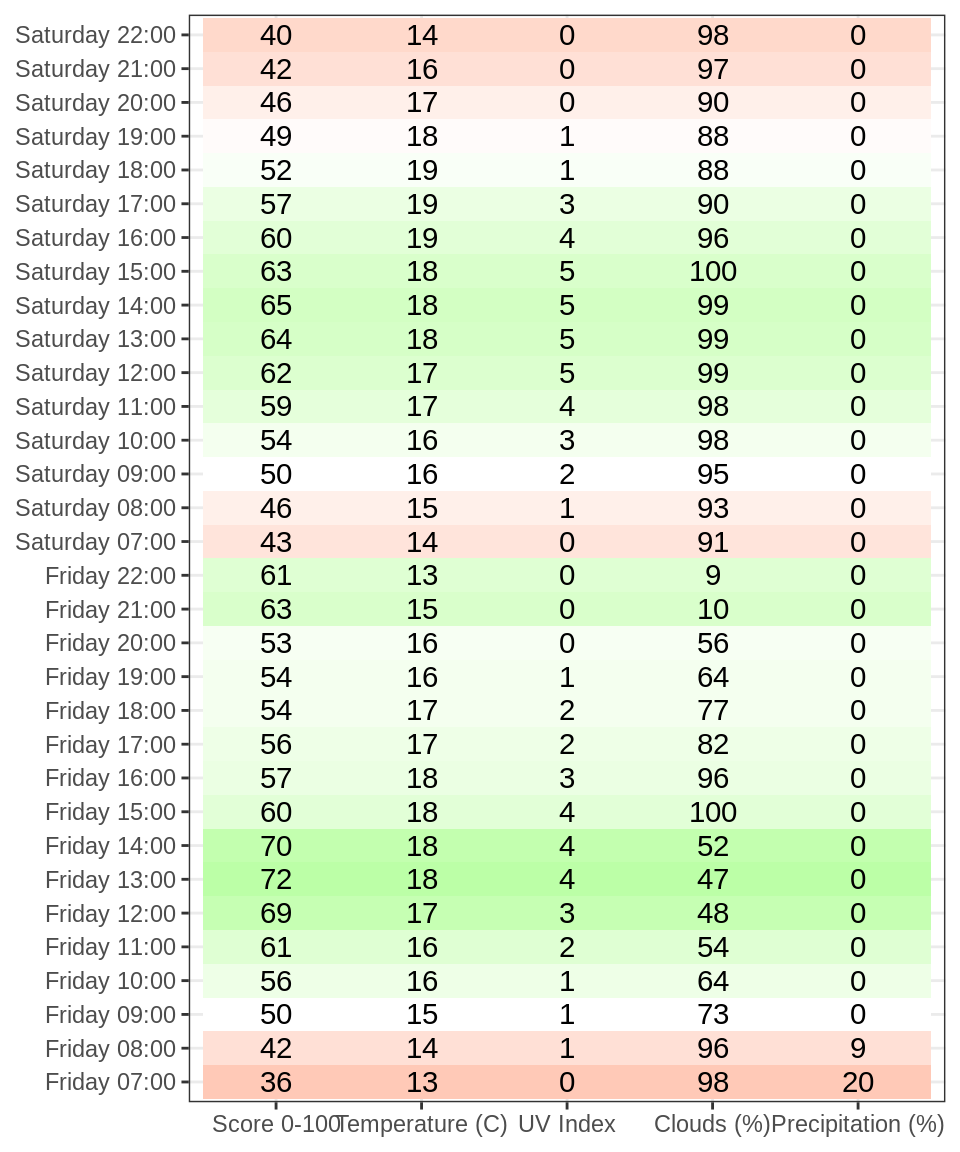 Saturday 22:00 40 14 0 98 0
Saturday 21:00 42 16 0 97 0
Saturday 20:00 46 17 0 90 0
Saturday 19:00 49 18 1 88 0
Saturday 18:00 52 19 1 88 0
Saturday 17:00 57 19 3 90 0
Saturday 16:00 60 19 4 96 0
Saturday 15:00 63 18 5 100 0
Saturday 14:00 65 18 5 99 0
Saturday 13:00 64 18 5 99 0
Saturday 12:00 62 17 5 99 0
Saturday 11:00 59 17 4 98 0
Saturday 10:00 54 16 3 98 0
Saturday 09:00 50 16 2 95 0
Saturday 08:00 46 15 1 93 0
Saturday 07:00 43 14 0 91 0
Friday 22:00 61 13 0 9 0
Friday 21:00 63 15 0 10 0
Friday 20:00 53 16 0 56 0
Friday 19:00 54 16 1 64 0
Friday 18:00 54 17 2 77 0
Friday 17:00 56 17 2 82 0
Friday 16:00 57 18 3 96 0
Friday 15:00 60 18 4 100 0
Friday 14:00 70 18 4 52 0
Friday 13:00 72 18 4 47 0
Friday 12:00 69 17 3 48 0
Friday 11:00 61 16 2 54 0
Friday 10:00 56 16 1 64 0
Friday 09:00 50 15 1 73 0
Friday 08:00 42 14 1 96 9
Friday 07:00 36 13 0 98 20
Score 0-100 Temperature (C) UV Index Clouds (%) Precipitation (%)